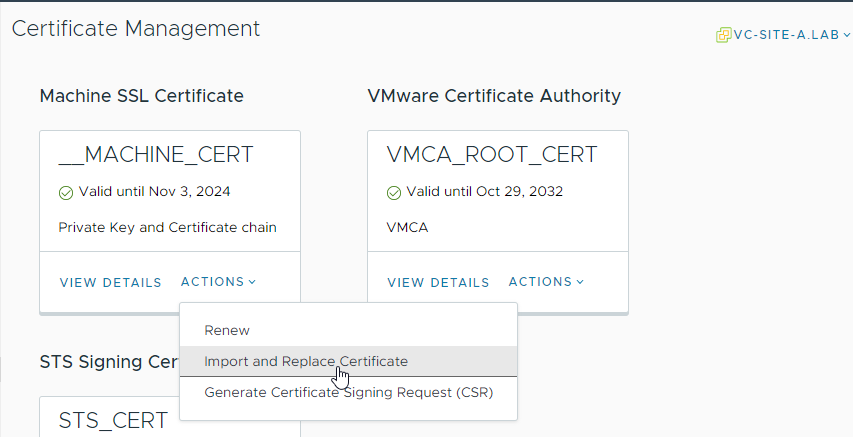 Certificate Management
VC-SITE-A.LAB
Machine SSL Certificate
__MACHINE_CERT
Valid until Nov 3, 2024
Private Key and Certificate chain
VIEW DETAILS ACTIONS
VMware Certificate Authority
VMCA_ROOT_CERT
Valid until Oct 29, 2032
VMCA
VIEW DETAILS ACTIONS
Renew
Import and Replace Certificate
Generate Certificate Signing Request (CSR)
STS Signing Cer
STS_CERT